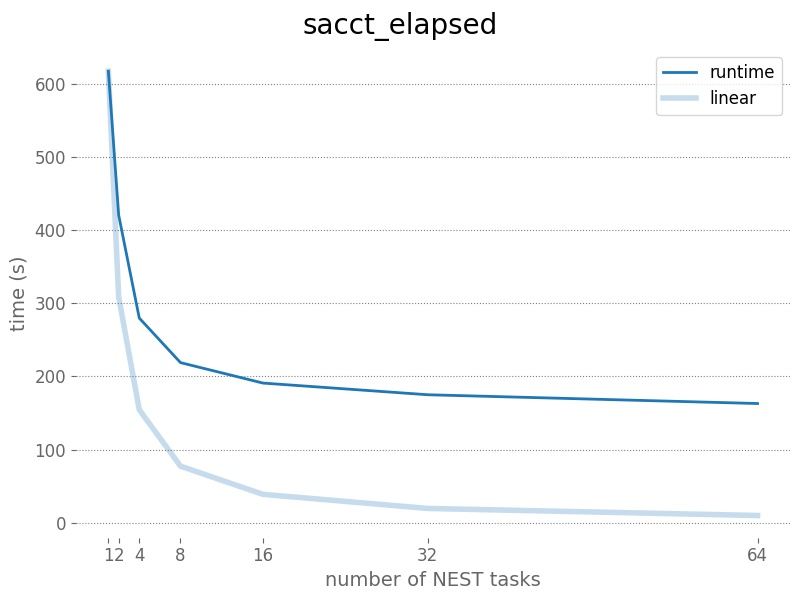 sacct_elapsed
runtime
linear
600
500
400
300
200
100
0
time (s)
1 2 4 8 16 32 64
number of NEST tasks